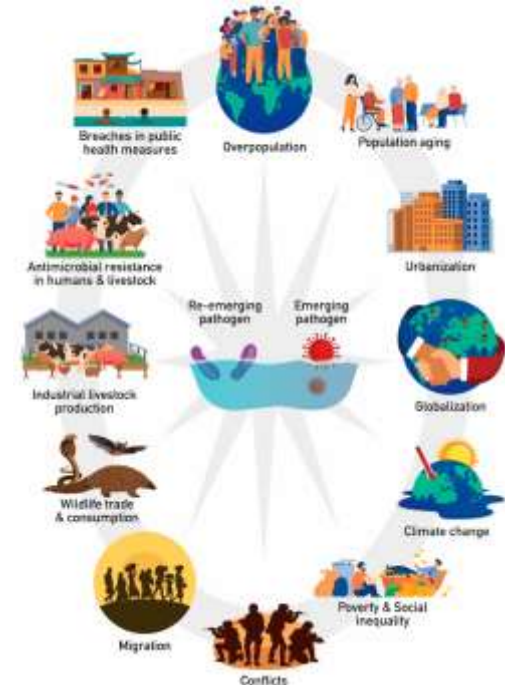 Overpopulation
Population aging
Urbanization
Globalization
Climate change
Poverty & Social
inequality
Conflicts
Migration
Wildlife trade
& consumption
Industrial livestock
production
Antimicrobial resistance
in humans & livestock
Breaches in public
health measures
Re-emerging
pathogen
Emerging
pathogen